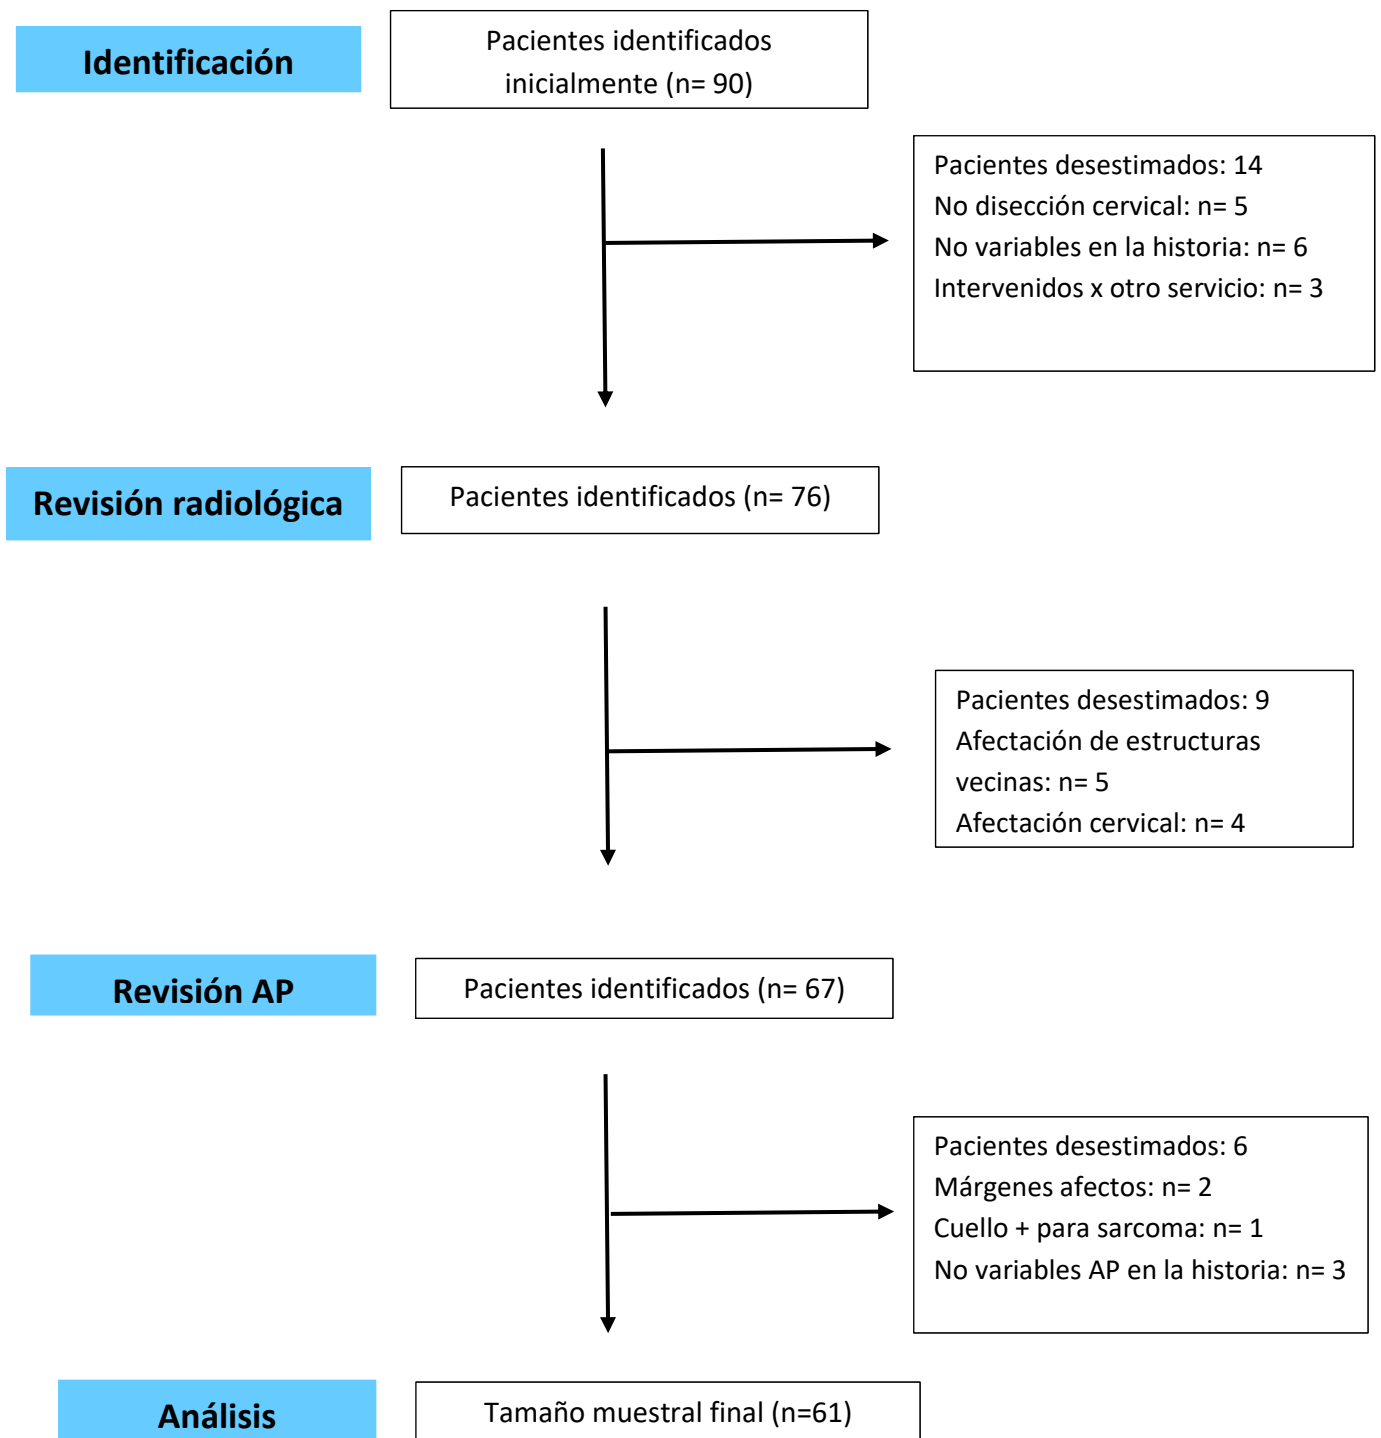 Identificación
Pacientes identificados
inicialmente (n= 90)
Pacientes desestimados: 14
No disección cervical: n= 5
No variables en la historia: n= 6
Intervenidos x otro servicio: n= 3
Revisión radiológica
Pacientes identificados (n= 76)
Pacientes desestimados: 9
Afectación de estructuras
vecinas: n= 5
Afectación cervical: n= 4
Revisión AP
Pacientes identificados (n= 67)
Pacientes desestimados: 6
Márgenes afectos: n= 2
Cuello + para sarcoma: n= 1
No variables AP en la historia: n= 3
Análisis
Tamaño muestral final (n=61)